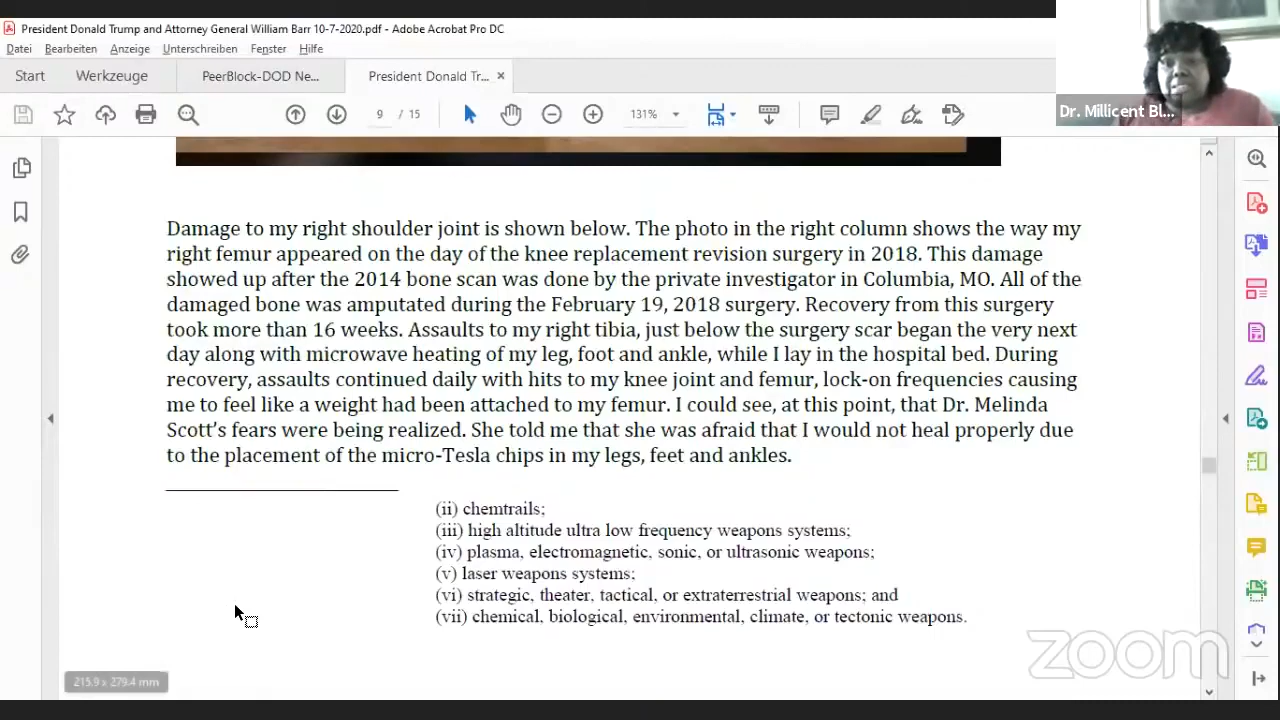 President Donald Trump and Attorney General William Barr 10-7-2020.pdf - Adobe Acrobat Pro DC
Datei Bearbeiten Anzeige Unterschreiben Fenster Hilfe
Start Werkzeuge PeerBlock-DOD Ne... President Donald Tr... ×
9 / 15 131%
Dr. Millicent Bl...
Damage to my right shoulder joint is shown below. The photo in the right column shows the way my
right femur appeared on the day of the knee replacement revision surgery in 2018. This damage
showed up after the 2014 bone scan was done by the private investigator in Columbia, MO. All of the
damaged bone was amputated during the February 19, 2018 surgery. Recovery from this surgery
took more than 16 weeks. Assaults to my right tibia, just below the surgery scar began the very next
day along with microwave heating of my leg, foot and ankle, while I lay in the hospital bed. During
recovery, assaults continued daily with hits to my knee joint and femur, lock-on frequencies causing
me to feel like a weight had been attached to my femur. I could see, at this point, that Dr. Melinda
Scott’s fears were being realized. She told me that she was afraid that I would not heal properly due
to the placement of the micro-Tesla chips in my legs, feet and ankles.
(ii) chemtrails;
(iii) high altitude ultra low frequency weapons systems;
(iv) plasma, electromagnetic, sonic, or ultrasonic weapons;
(v) laser weapons systems;
(vi) strategic, theater, tactical, or extraterrestrial weapons; and
(vii) chemical, biological, environmental, climate, or tectonic weapons.
zoom
215.9 x 279.4 mm